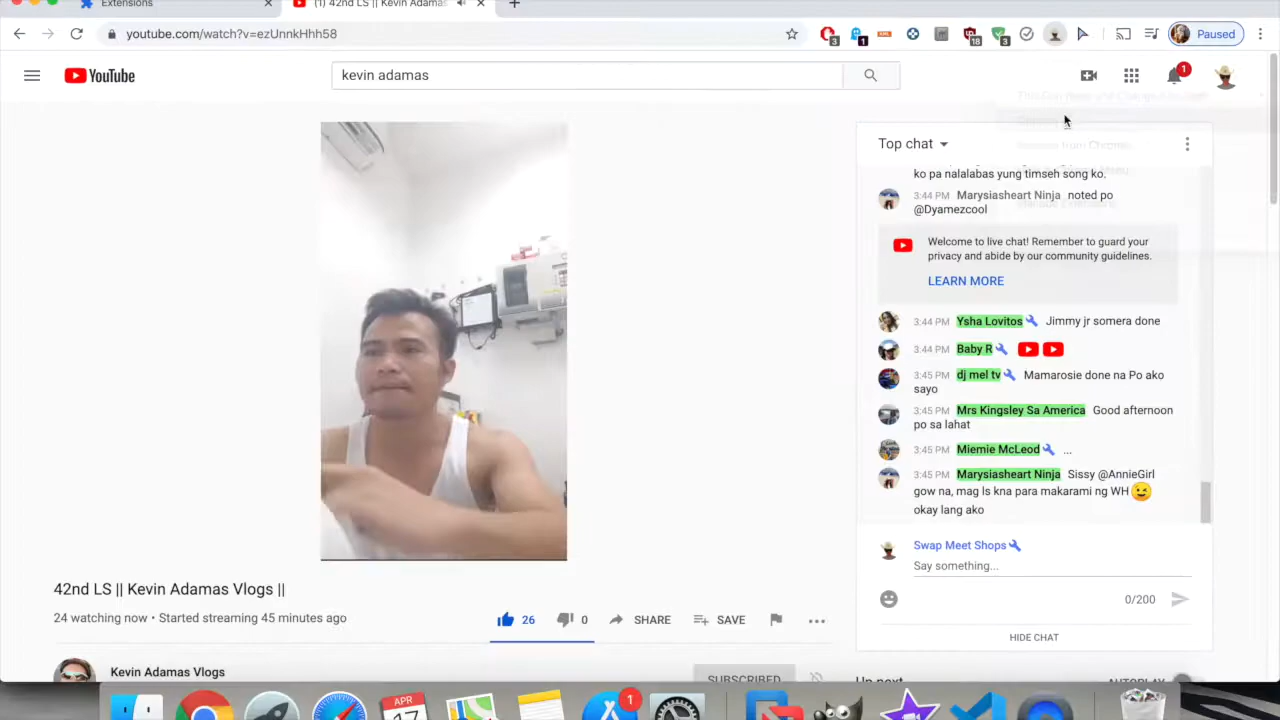 Extensions
(1) 42nd LS || Kevin Adamas
youtube.com/watch?v=ezUnnkHhh58
3
1
18
3
Paused
YouTube
kevin adamas
1
Top chat
ko pa nalalabas yung timseh song ko.
3:44 PM Marysiasheart Ninja noted po
@Dyamezcool
Welcome to live chat! Remember to guard your
privacy and abide by our community guidelines.
LEARN MORE
3:44 PM Ysha Lovitos Jimmy jr somera done
3:44 PM Baby R
3:45 PM dj mel tv Mamarosie done na Po ako
sayo
3:45 PM Mrs Kingsley Sa America Good afternoon
po sa lahat
3:45 PM Miemie McLeod ...
3:45 PM Marysiasheart Ninja Sissy @AnnieGirl
gow na, mag ls kna para makarami ng WH
okay lang ako
Swap Meet Shops
Say something...
0/200
HIDE CHAT
42nd LS || Kevin Adamas Vlogs ||
24 watching now • Started streaming 45 minutes ago
26
0
SHARE
SAVE
Kevin Adamas Vlogs
SUBSCRIBED
Up next
AUTOPLAY
APR
17
1